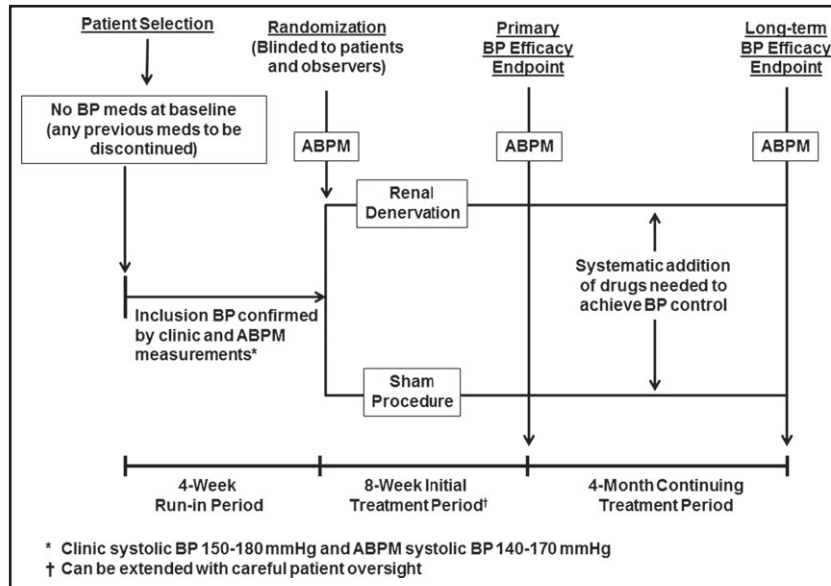 Patient Selection
Randomization
(Blinded to patients
and observers)
Primary
BP Efficacy
Endpoint
Long-term
BP Efficacy
Endpoint
No BP meds at baseline
(any previous meds to be
discontinued)
ABPM
ABPM
ABPM
Renal
Denervation
Inclusion BP confirmed
by clinic and ABPM
measurements*
Systematic addition
of drugs needed to
achieve BP control
Sham
Procedure
4-Week
Run-in Period
8-Week Initial
Treatment Period†
4-Month Continuing
Treatment Period
* Clinic systolic BP 150-180 mmHg and ABPM systolic BP 140-170 mmHg
† Can be extended with careful patient oversight